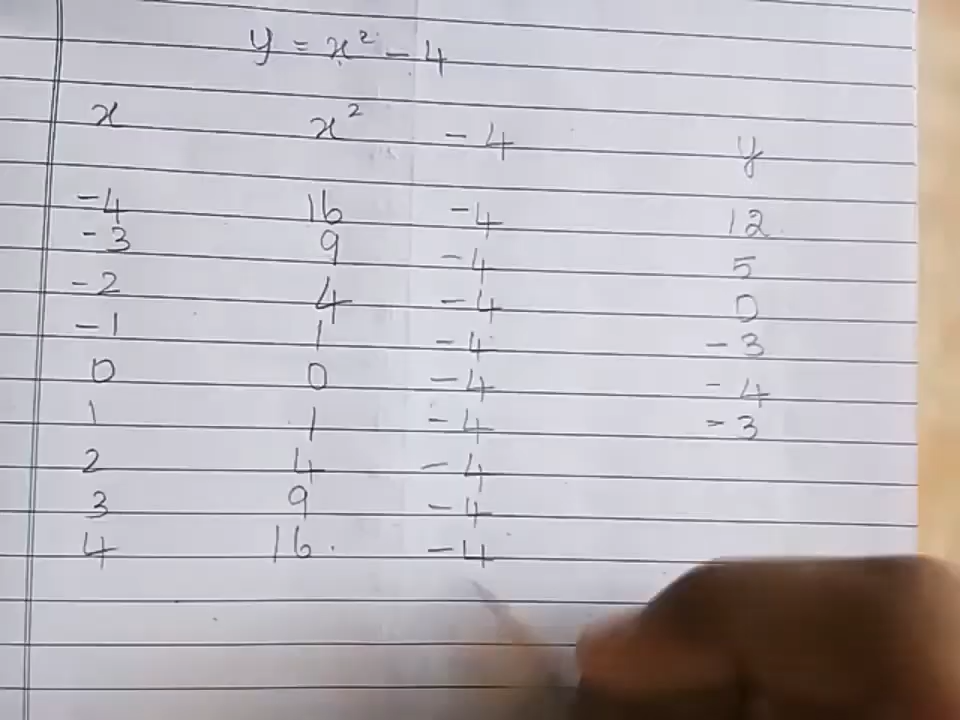 y = x² - 4
x x² - 4 y
-4 16 -4 12
-3 9 -4 5
-2 4 -4 0
-1 1 -4 -3
0 0 -4 -4
1 1 -4 -3
2 4 -4
3 9 -4
4 16 -4